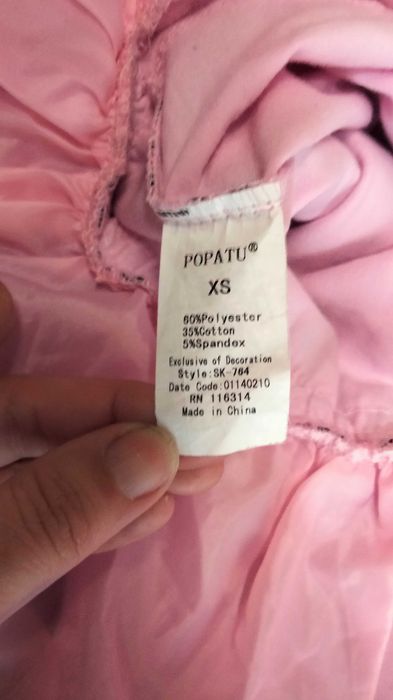 POPATU®
XS
60%Polyester
35%Cotton
5%Spandex
Exclusive of Decoration
Style:SK-764
Date Code:01140210
RN 116314
Made in China